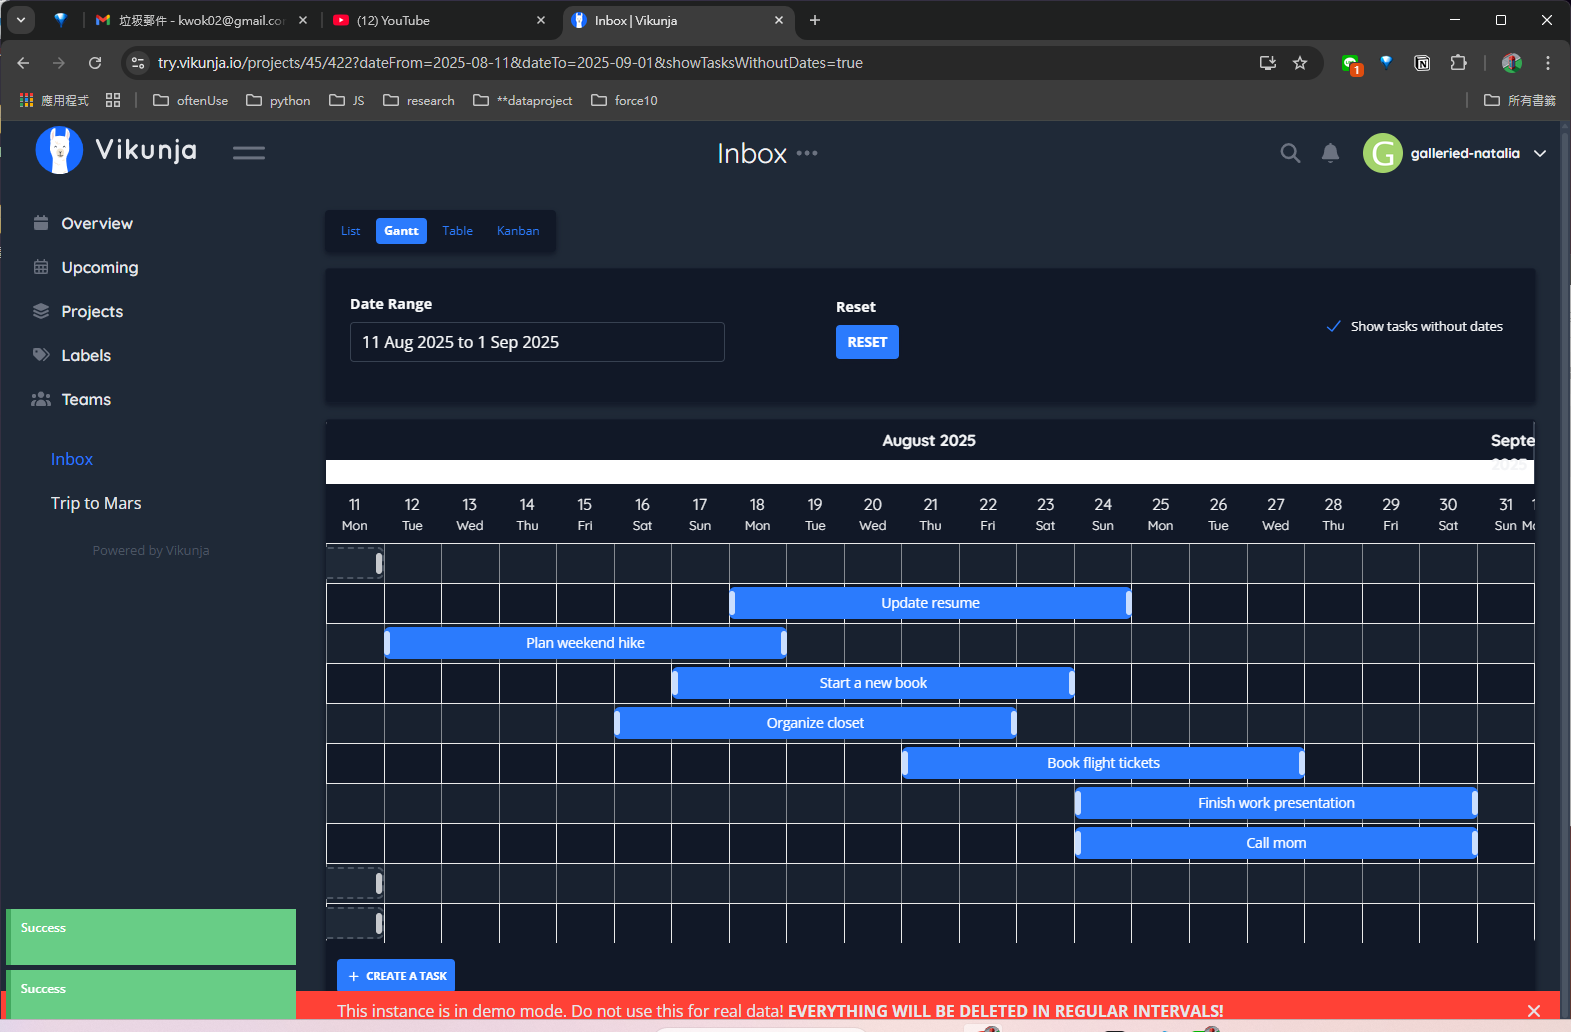 垃圾郵件 - kwok02@gmail.co
(12) YouTube
Inbox | Vikunja
try.vikunja.io/projects/45/422?dateFrom=2025-08-11&dateTo=2025-09-01&showTasksWithoutDates=true
1
應用程式
oftenUse
python
JS
research
**dataproject
force10
所有書籤
Vikunja
Inbox
G
galleried-natalia
Overview
Upcoming
Projects
Labels
Teams
Inbox
Trip to Mars
Powered by Vikunja
List
Gantt
Table
Kanban
Date Range
11 Aug 2025 to 1 Sep 2025
Reset
RESET
Show tasks without dates
August 2025
Septe
2025
11 12 13 14 15 16 17 18 19 20 21 22 23 24 25 26 27 28 29 30 31 1
Mon Tue Wed Thu Fri Sat Sun Mon Tue Wed Thu Fri Sat Sun Mon Tue Wed Thu Fri Sat Sun Mo
Update resume
Plan weekend hike
Start a new book
Organize closet
Book flight tickets
Finish work presentation
Call mom
+ CREATE A TASK
Success
Success
This instance is in demo mode. Do not use this for real data! EVERYTHING WILL BE DELETED IN REGULAR INTERVALS!